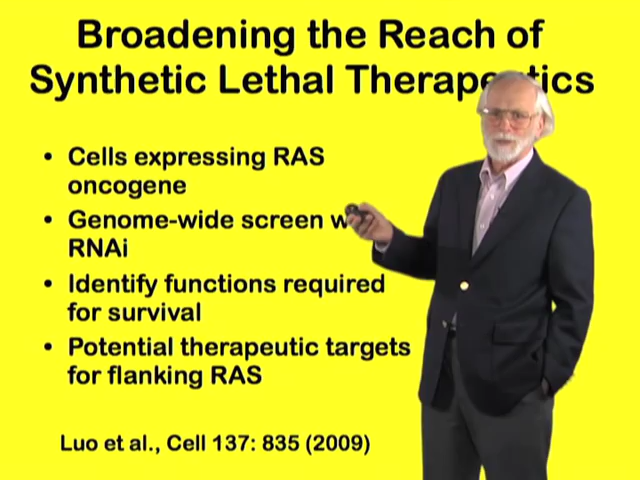 Broadening the Reach of
Synthetic Lethal Therapeutics
• Cells expressing RAS
oncogene
• Genome-wide screen
RNAi
• Identify functions required
for survival
• Potential therapeutic targets
for flanking RAS
Luo et al., Cell 137: 835 (2009)